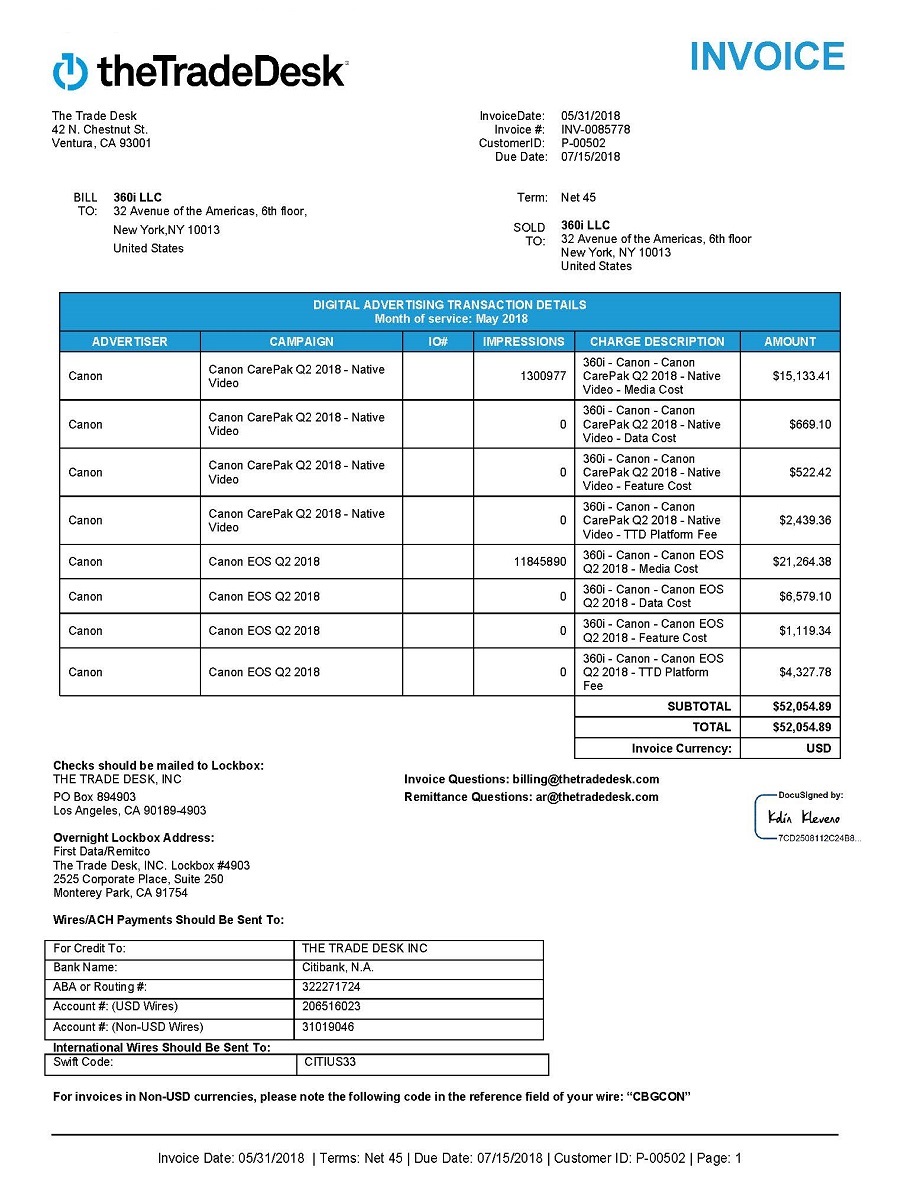 theTradeDesk
INVOICE
The Trade Desk
42 N. Chestnut St.
Ventura, CA 93001
InvoiceDate: 05/31/2018
Invoice #: INV-0085778
CustomerID: P-00502
Due Date: 07/15/2018
BILL TO: 360i LLC
32 Avenue of the Americas, 6th floor,
New York,NY 10013
United States
Term: Net 45
SOLD TO: 360i LLC
32 Avenue of the Americas, 6th floor
New York, NY 10013
United States
DIGITAL ADVERTISING TRANSACTION DETAILS
Month of service: May 2018
ADVERTISER CAMPAIGN IO# IMPRESSIONS CHARGE DESCRIPTION AMOUNT
Canon Canon CarePak Q2 2018 - Native Video 1300977 360i - Canon - Canon CarePak Q2 2018 - Native Video - Media Cost $15,133.41
Canon Canon CarePak Q2 2018 - Native Video 0 360i - Canon - Canon CarePak Q2 2018 - Native Video - Data Cost $669.10
Canon Canon CarePak Q2 2018 - Native Video 0 360i - Canon - Canon CarePak Q2 2018 - Native Video - Feature Cost $522.42
Canon Canon CarePak Q2 2018 - Native Video 0 360i - Canon - Canon CarePak Q2 2018 - Native Video - TTD Platform Fee $2,439.36
Canon Canon EOS Q2 2018 11845890 360i - Canon - Canon EOS Q2 2018 - Media Cost $21,264.38
Canon Canon EOS Q2 2018 0 360i - Canon - Canon EOS Q2 2018 - Data Cost $6,579.10
Canon Canon EOS Q2 2018 0 360i - Canon - Canon EOS Q2 2018 - Feature Cost $1,119.34
Canon Canon EOS Q2 2018 0 360i - Canon - Canon EOS Q2 2018 - TTD Platform Fee $4,327.78
SUBTOTAL $52,054.89
TOTAL $52,054.89
Invoice Currency: USD
Checks should be mailed to Lockbox:
THE TRADE DESK, INC
PO Box 894903
Los Angeles, CA 90189-4903
Invoice Questions: billing@thetradedesk.com
Remittance Questions: ar@thetradedesk.com
DocuSigned by:
Kolin Kleveno
7CD2508112C24B8...
Overnight Lockbox Address:
First Data/Remitco
The Trade Desk, INC. Lockbox #4903
2525 Corporate Place, Suite 250
Monterey Park, CA 91754
Wires/ACH Payments Should Be Sent To:
For Credit To: THE TRADE DESK INC
Bank Name: Citibank, N.A.
ABA or Routing #: 322271724
Account #: (USD Wires) 206516023
Account #: (Non-USD Wires) 31019046
International Wires Should Be Sent To:
Swift Code: CITIUS33
For invoices in Non-USD currencies, please note the following code in the reference field of your wire: “CBGCON”
Invoice Date: 05/31/2018 | Terms: Net 45 | Due Date: 07/15/2018 | Customer ID: P-00502 | Page: 1